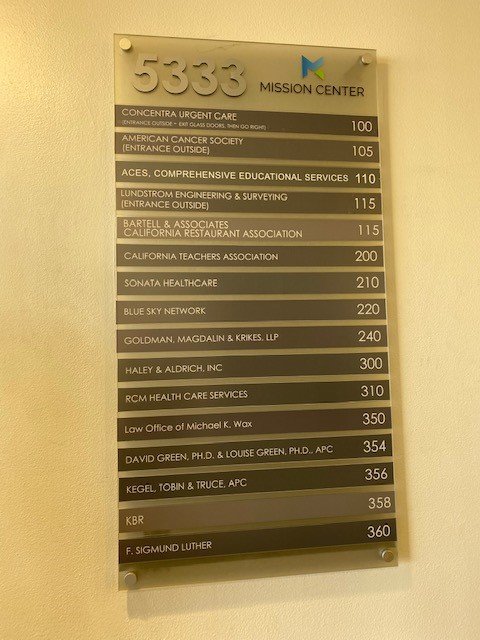 5333
MISSION CENTER
CONCENTRA URGENT CARE
(ENTRANCE OUTSIDE - EXIT GLASS DOORS, THEN GO RIGHT) 100
AMERICAN CANCER SOCIETY
(ENTRANCE OUTSIDE) 105
ACES, COMPREHENSIVE EDUCATIONAL SERVICES 110
LUNDSTROM ENGINEERING & SURVEYING
(ENTRANCE OUTSIDE) 115
BARTELL & ASSOCIATES
CALIFORNIA RESTAURANT ASSOCIATION 115
CALIFORNIA TEACHERS ASSOCIATION 200
SONATA HEALTHCARE 210
BLUE SKY NETWORK 220
GOLDMAN, MAGDALIN & KRIKES, LLP 240
HALEY & ALDRICH, INC 300
RCM HEALTH CARE SERVICES 310
Law Office of Michael K. Wax 350
DAVID GREEN, PH.D. & LOUISE GREEN, PH.D., APC 354
KEGEL, TOBIN & TRUCE, APC 356
KBR 358
F. SIGMUND LUTHER 360